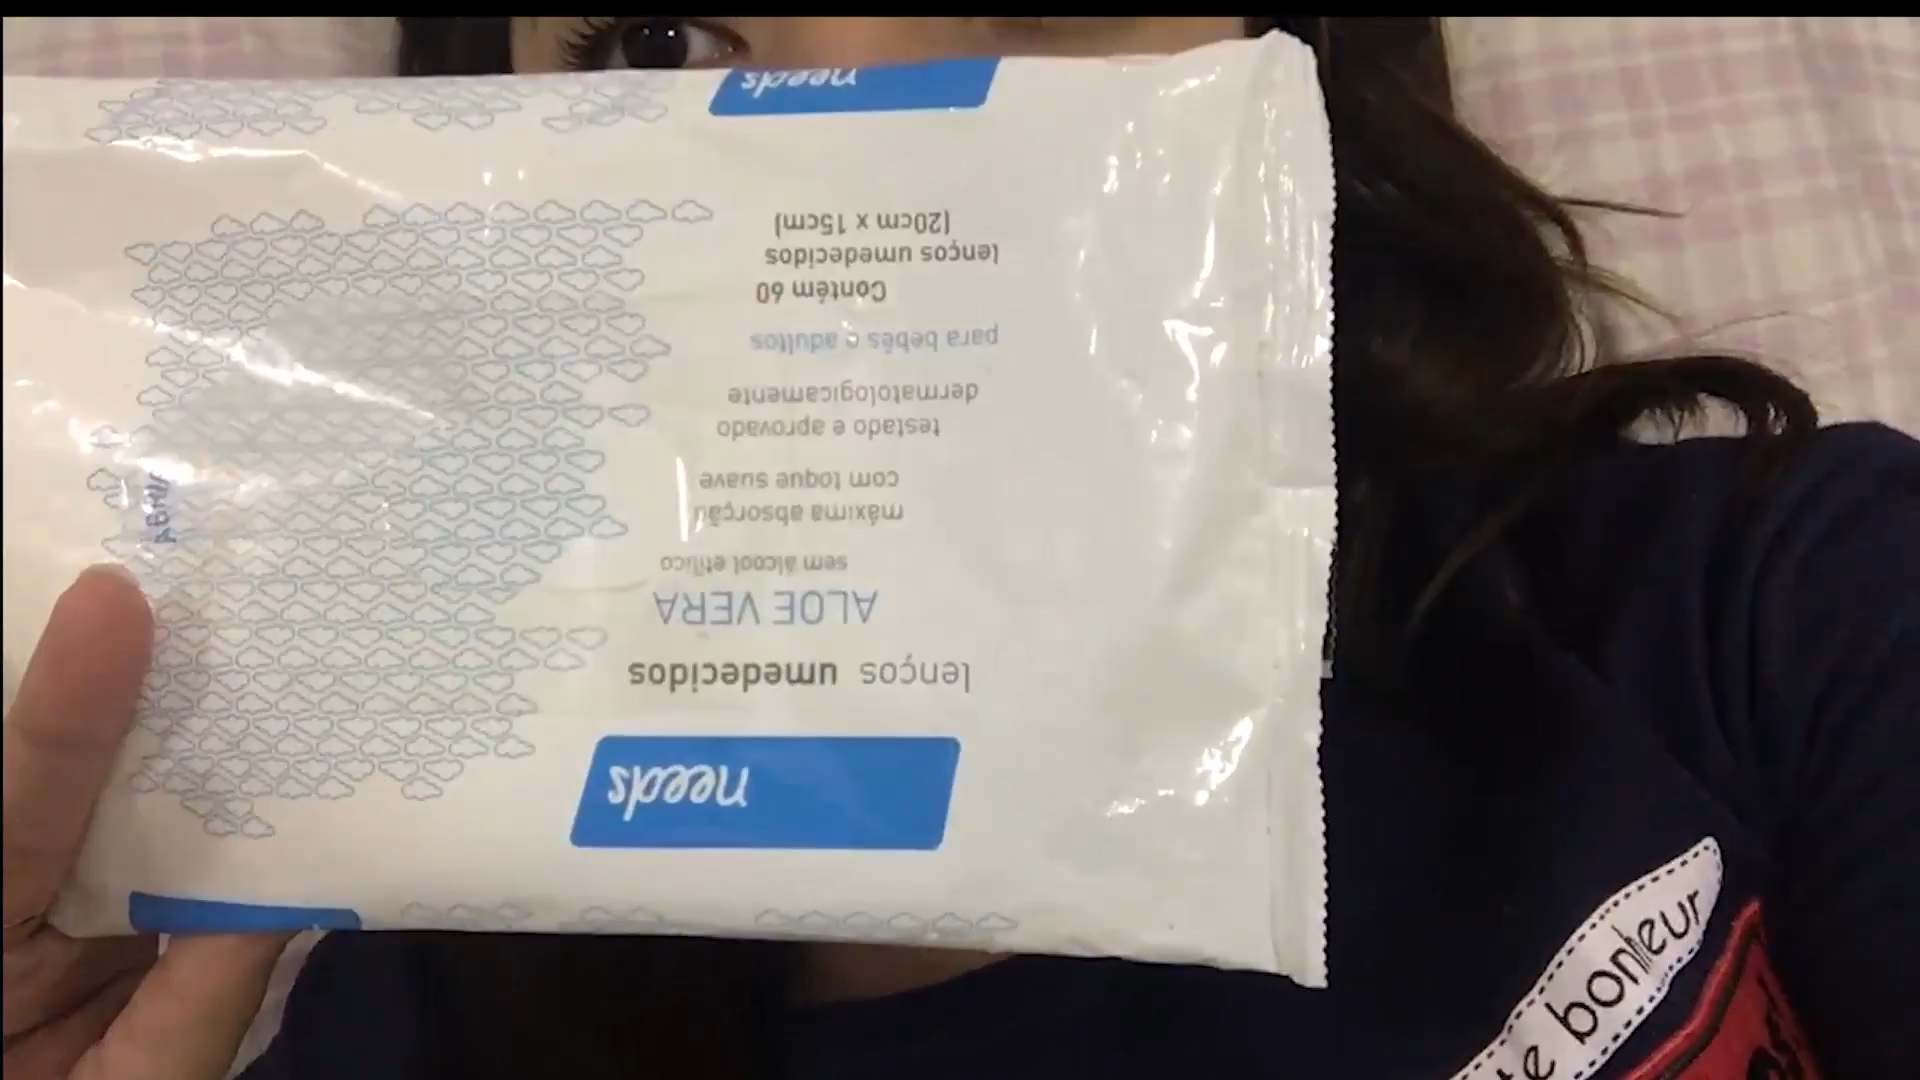 needs
lenços umedecidos
ALOE VERA
sem álcool etílico
máxima absorção
com toque suave
testado e aprovado
dermatologicamente
para bebês e adultos
Contém 60
lenços umedecidos
(20cm x 15cm)
needs
ABRIR
te bonheur